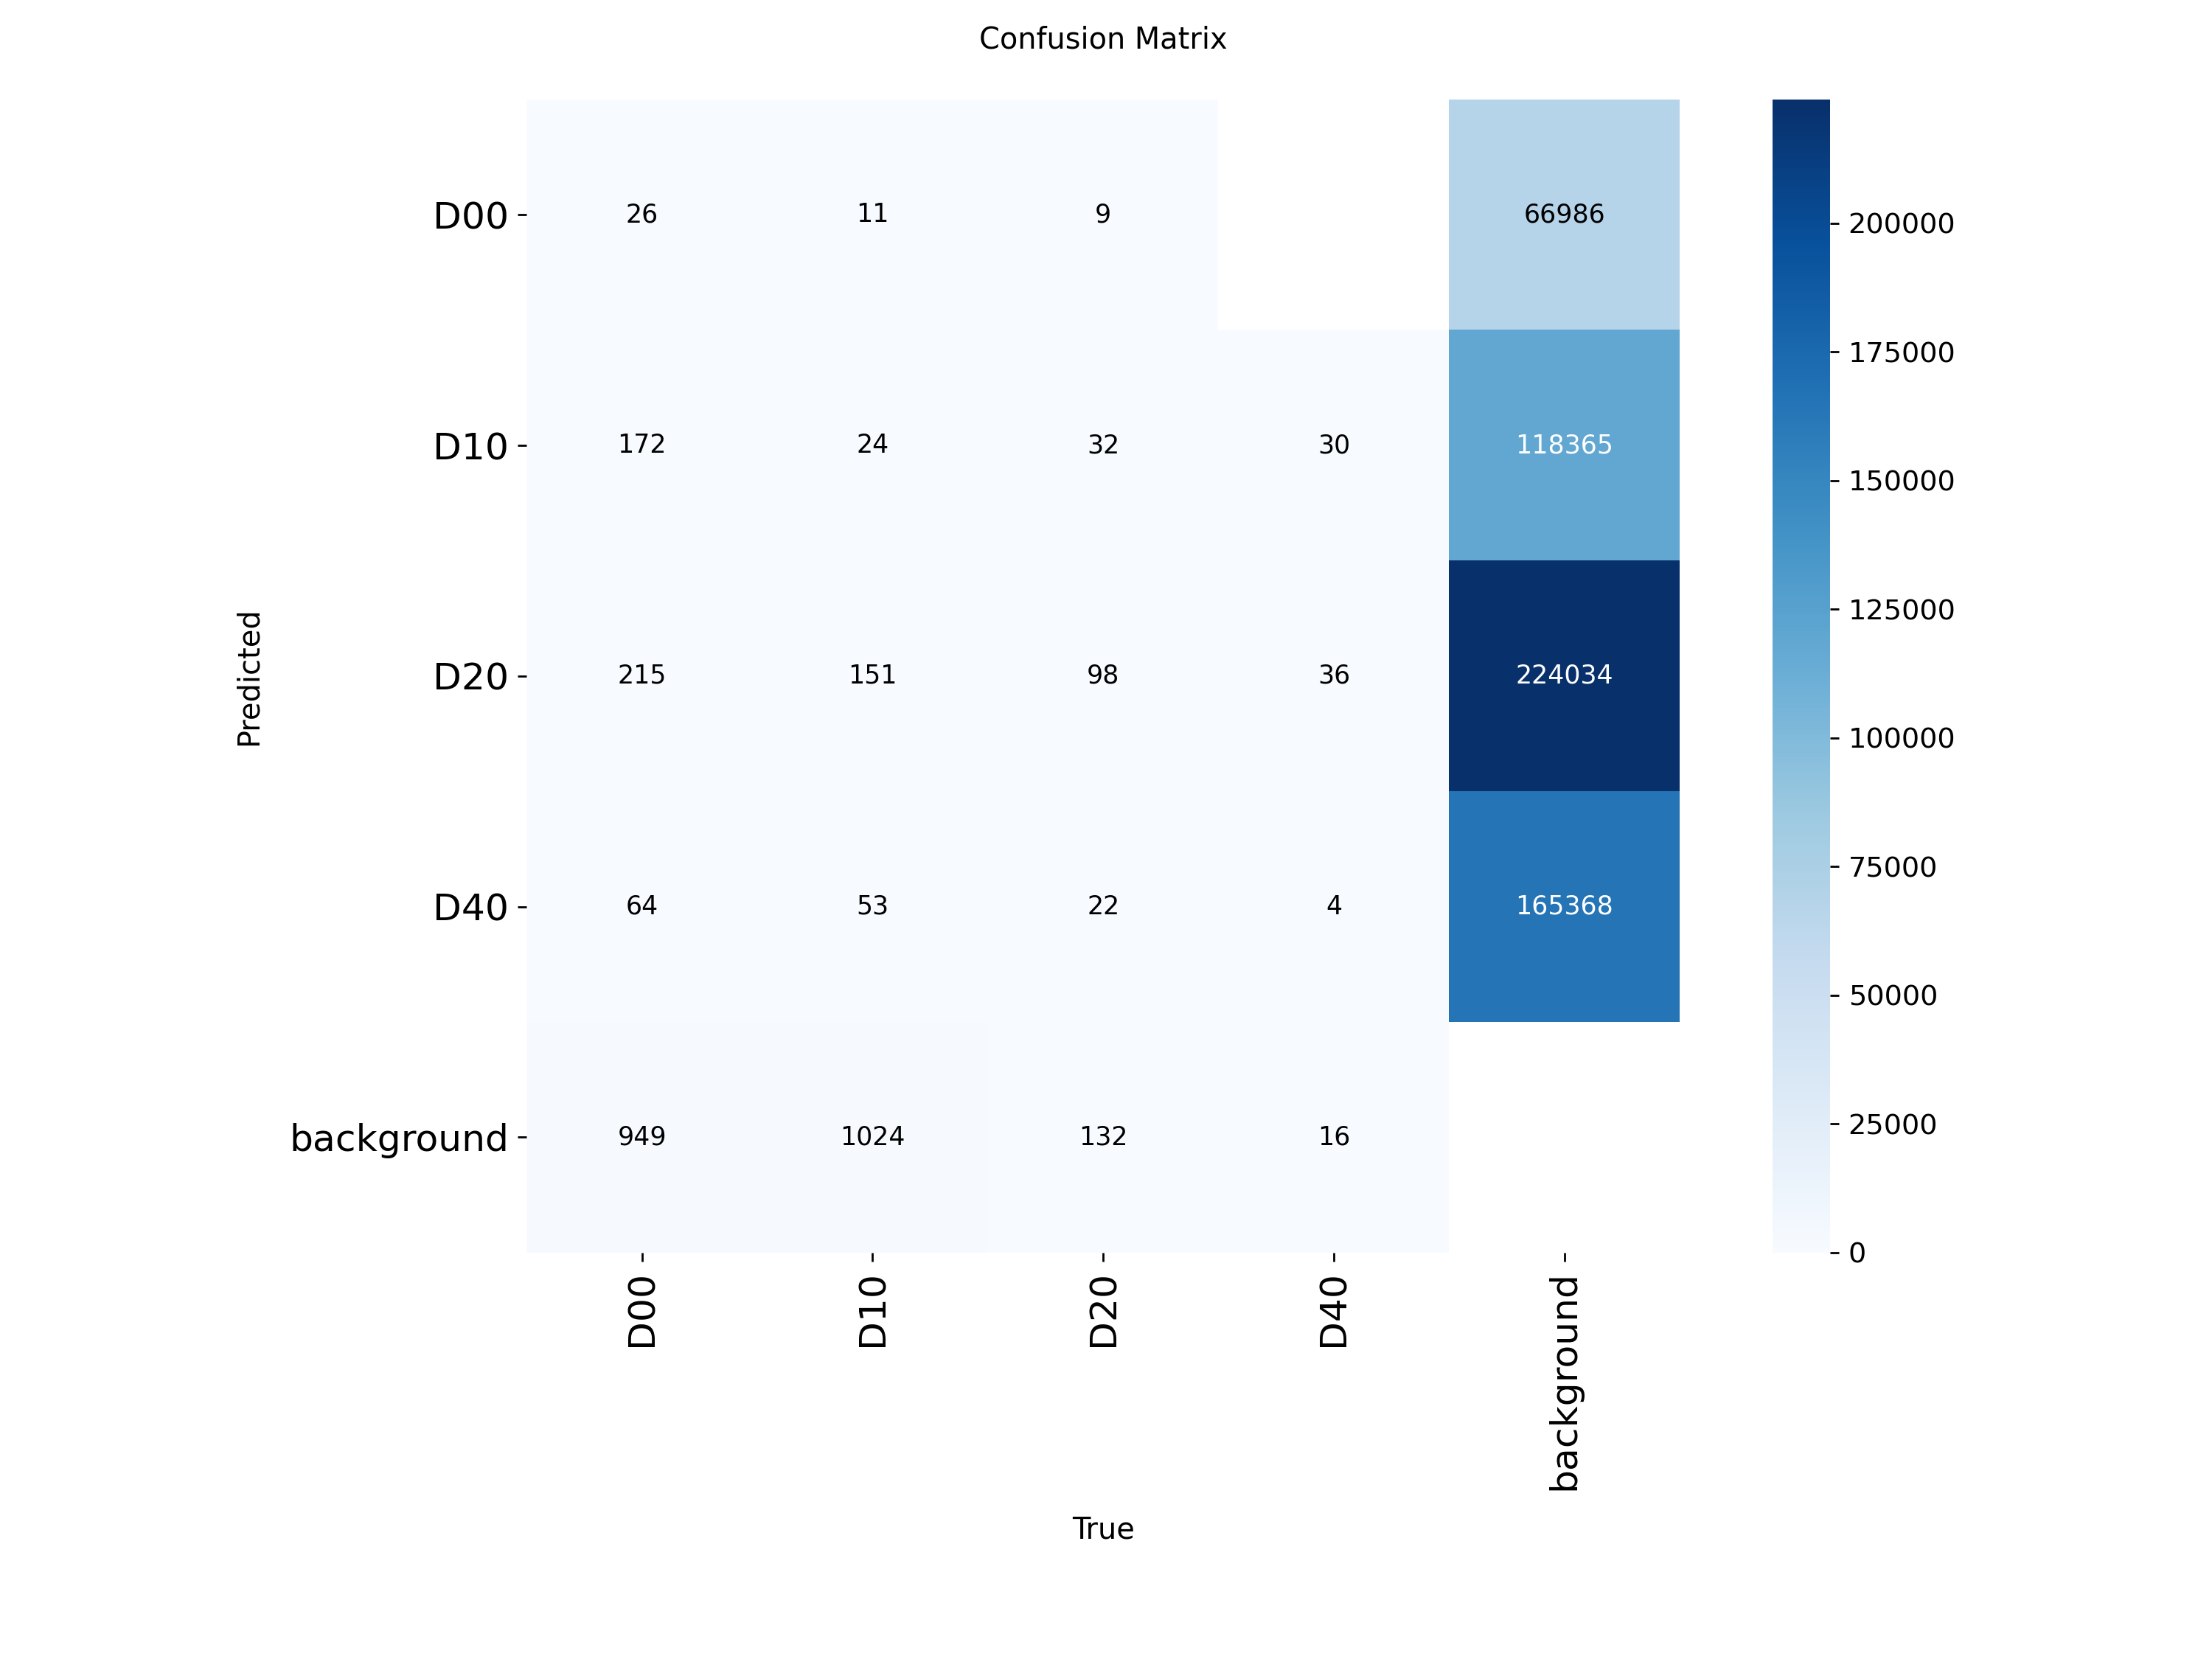 Confusion Matrix
D00 26 11 9 66986
D10 172 24 32 30 118365
D20 215 151 98 36 224034
D40 64 53 22 4 165368
background 949 1024 132 16
Predicted
D00 D10 D20 D40 background
True
200000
175000
150000
125000
100000
75000
50000
25000
0